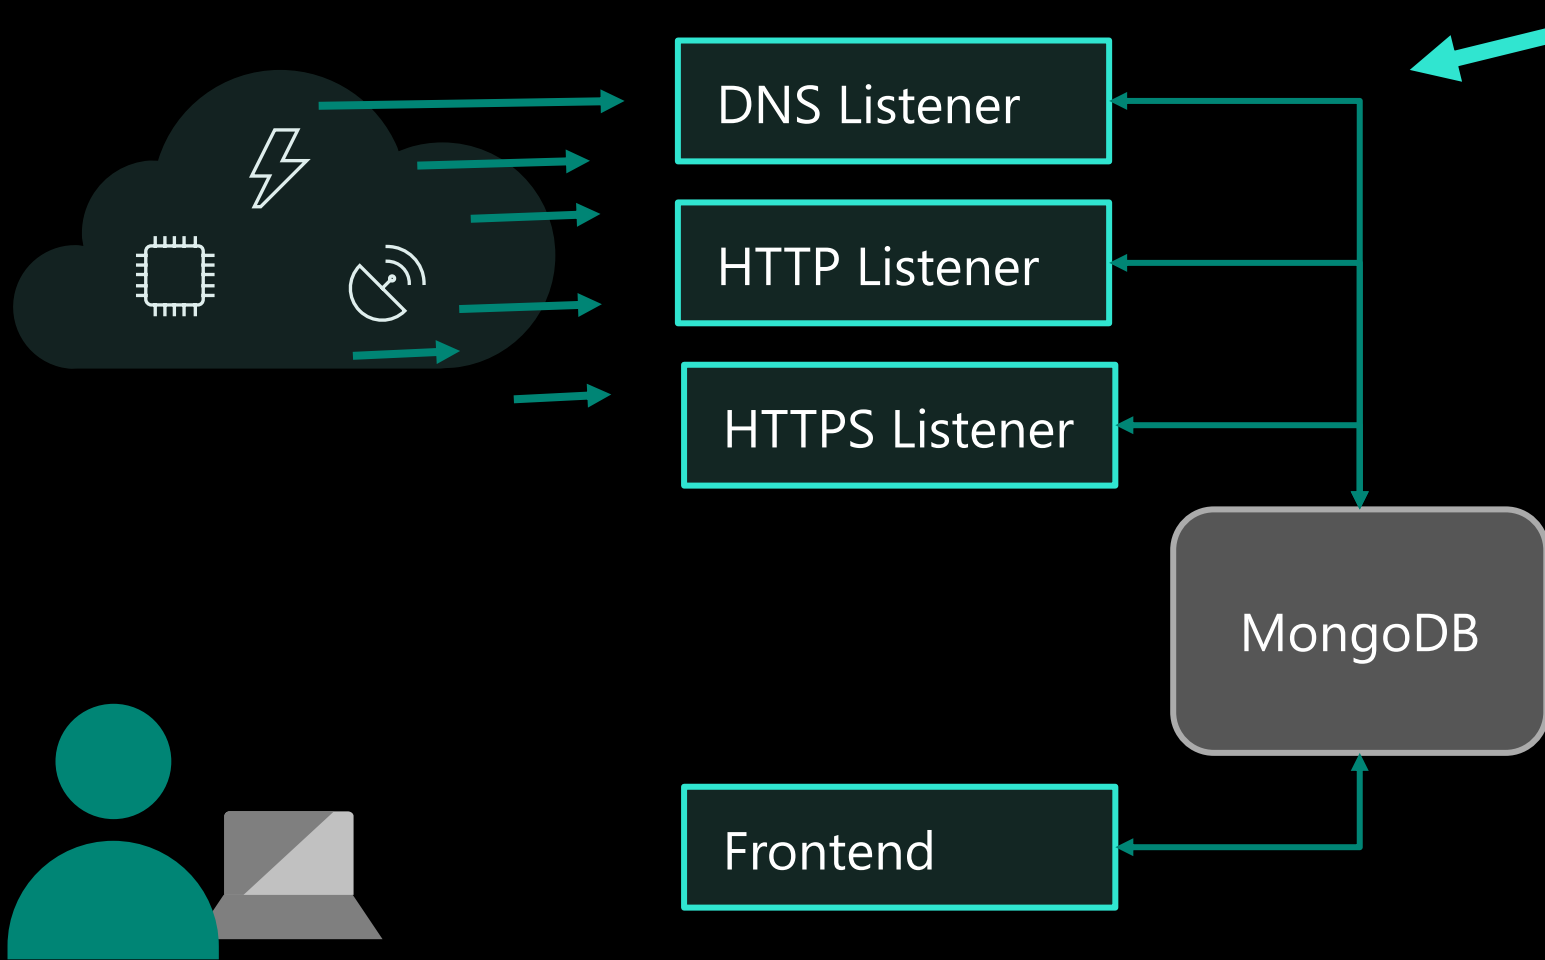 DNS Listener
HTTP Listener
HTTPS Listener
MongoDB
Frontend